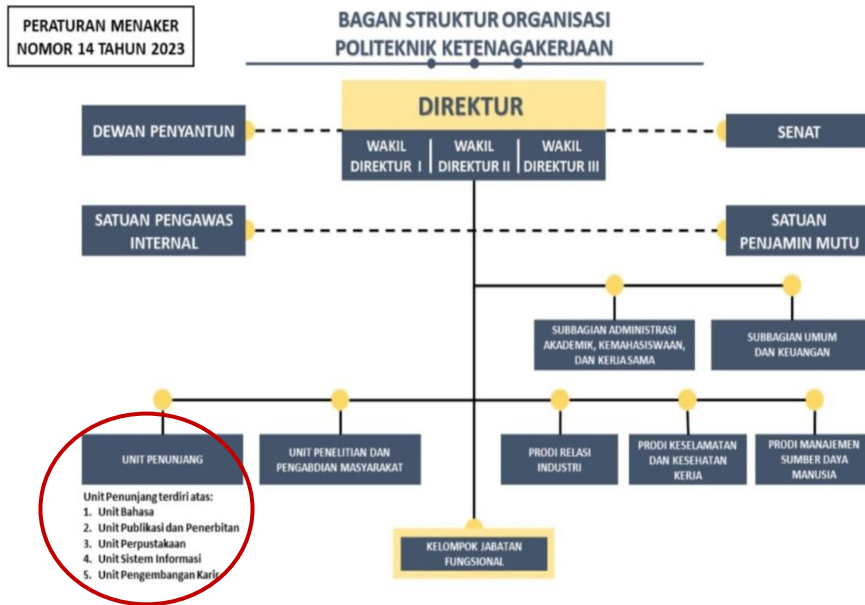 PERATURAN MENAKER
NOMOR 14 TAHUN 2023
BAGAN STRUKTUR ORGANISASI
POLITEKNIK KETENAGAKERJAAN
DIREKTUR
WAKIL
DIREKTUR I
WAKIL
DIREKTUR II
WAKIL
DIREKTUR III
DEWAN PENYANTUN
SENAT
SATUAN PENGAWAS
INTERNAL
SATUAN
PENJAMIN MUTU
SUBBAGIAN ADMINISTRASI
AKADEMIK, KEMAHASISWAAN,
DAN KERJASAMA
SUBBAGIAN UMUM
DAN KEUANGAN
UNIT PENUNJANG
UNIT PENELITIAN DAN
PENGABDIAN MASYARAKAT
PRODI RELASI
INDUSTRI
PRODI KESELAMATAN
DAN KESEHATAN
KERJA
PRODI MANAJEMEN
SUMBER DAYA
MANUSIA
Unit Penunjang terdiri atas:
1. Unit Bahasa
2. Unit Publikasi dan Penerbitan
3. Unit Perpustakaan
4. Unit Sistem Informasi
5. Unit Pengembangan Karir
KELOMPOK JABATAN
FUNGSIONAL